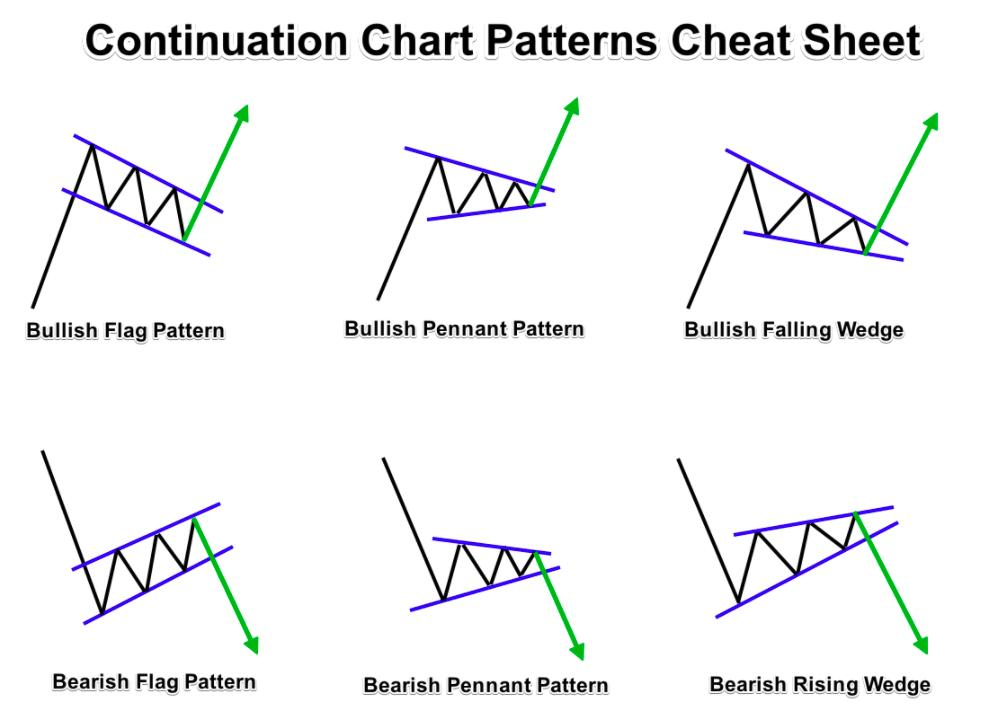 Continuation Chart Patterns Cheat Sheet
Bullish Flag Pattern
Bullish Pennant Pattern
Bullish Falling Wedge
Bearish Flag Pattern
Bearish Pennant Pattern
Bearish Rising Wedge